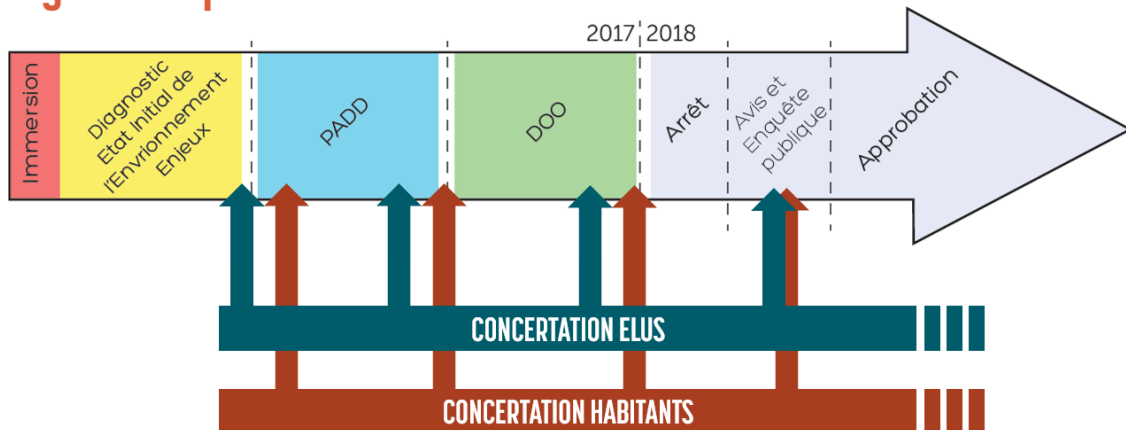 2017 2018
Immersion
Diagnostic
Etat Initial de
l'Envrionnement
Enjeux
PADD
DOO
Arrêt
Avis et
Enquête
publique
Approbation
CONCERTATION ELUS
CONCERTATION HABITANTS